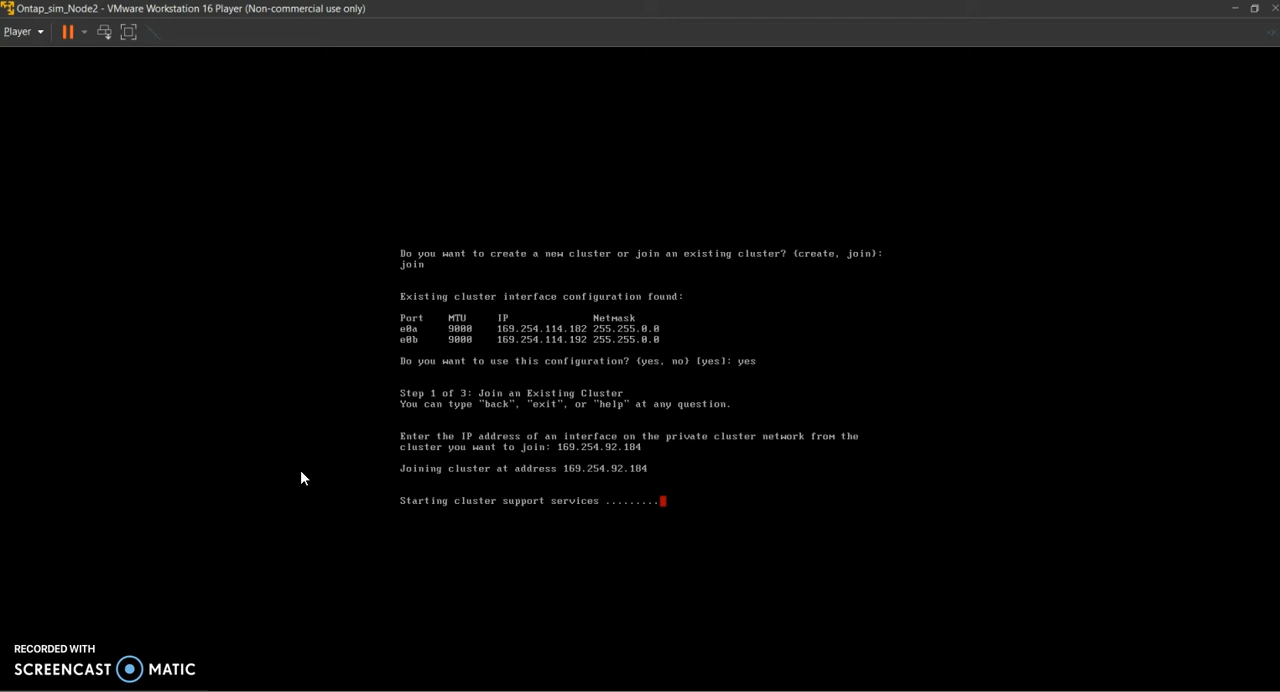 Ontap_sim_Node2 - VMware Workstation 16 Player (Non-commercial use only)
Player
Do you want to create a new cluster or join an existing cluster? {create, join}:
join
Existing cluster interface configuration found:
Port MTU IP Netmask
e0a 9000 169.254.114.182 255.255.0.0
e0b 9000 169.254.114.192 255.255.0.0
Do you want to use this configuration? {yes, no} [yes]: yes
Step 1 of 3: Join an Existing Cluster
You can type "back", "exit", or "help" at any question.
Enter the IP address of an interface on the private cluster network from the
cluster you want to join: 169.254.92.184
Joining cluster at address 169.254.92.184
Starting cluster support services .........
RECORDED WITH
SCREENCAST MATIC